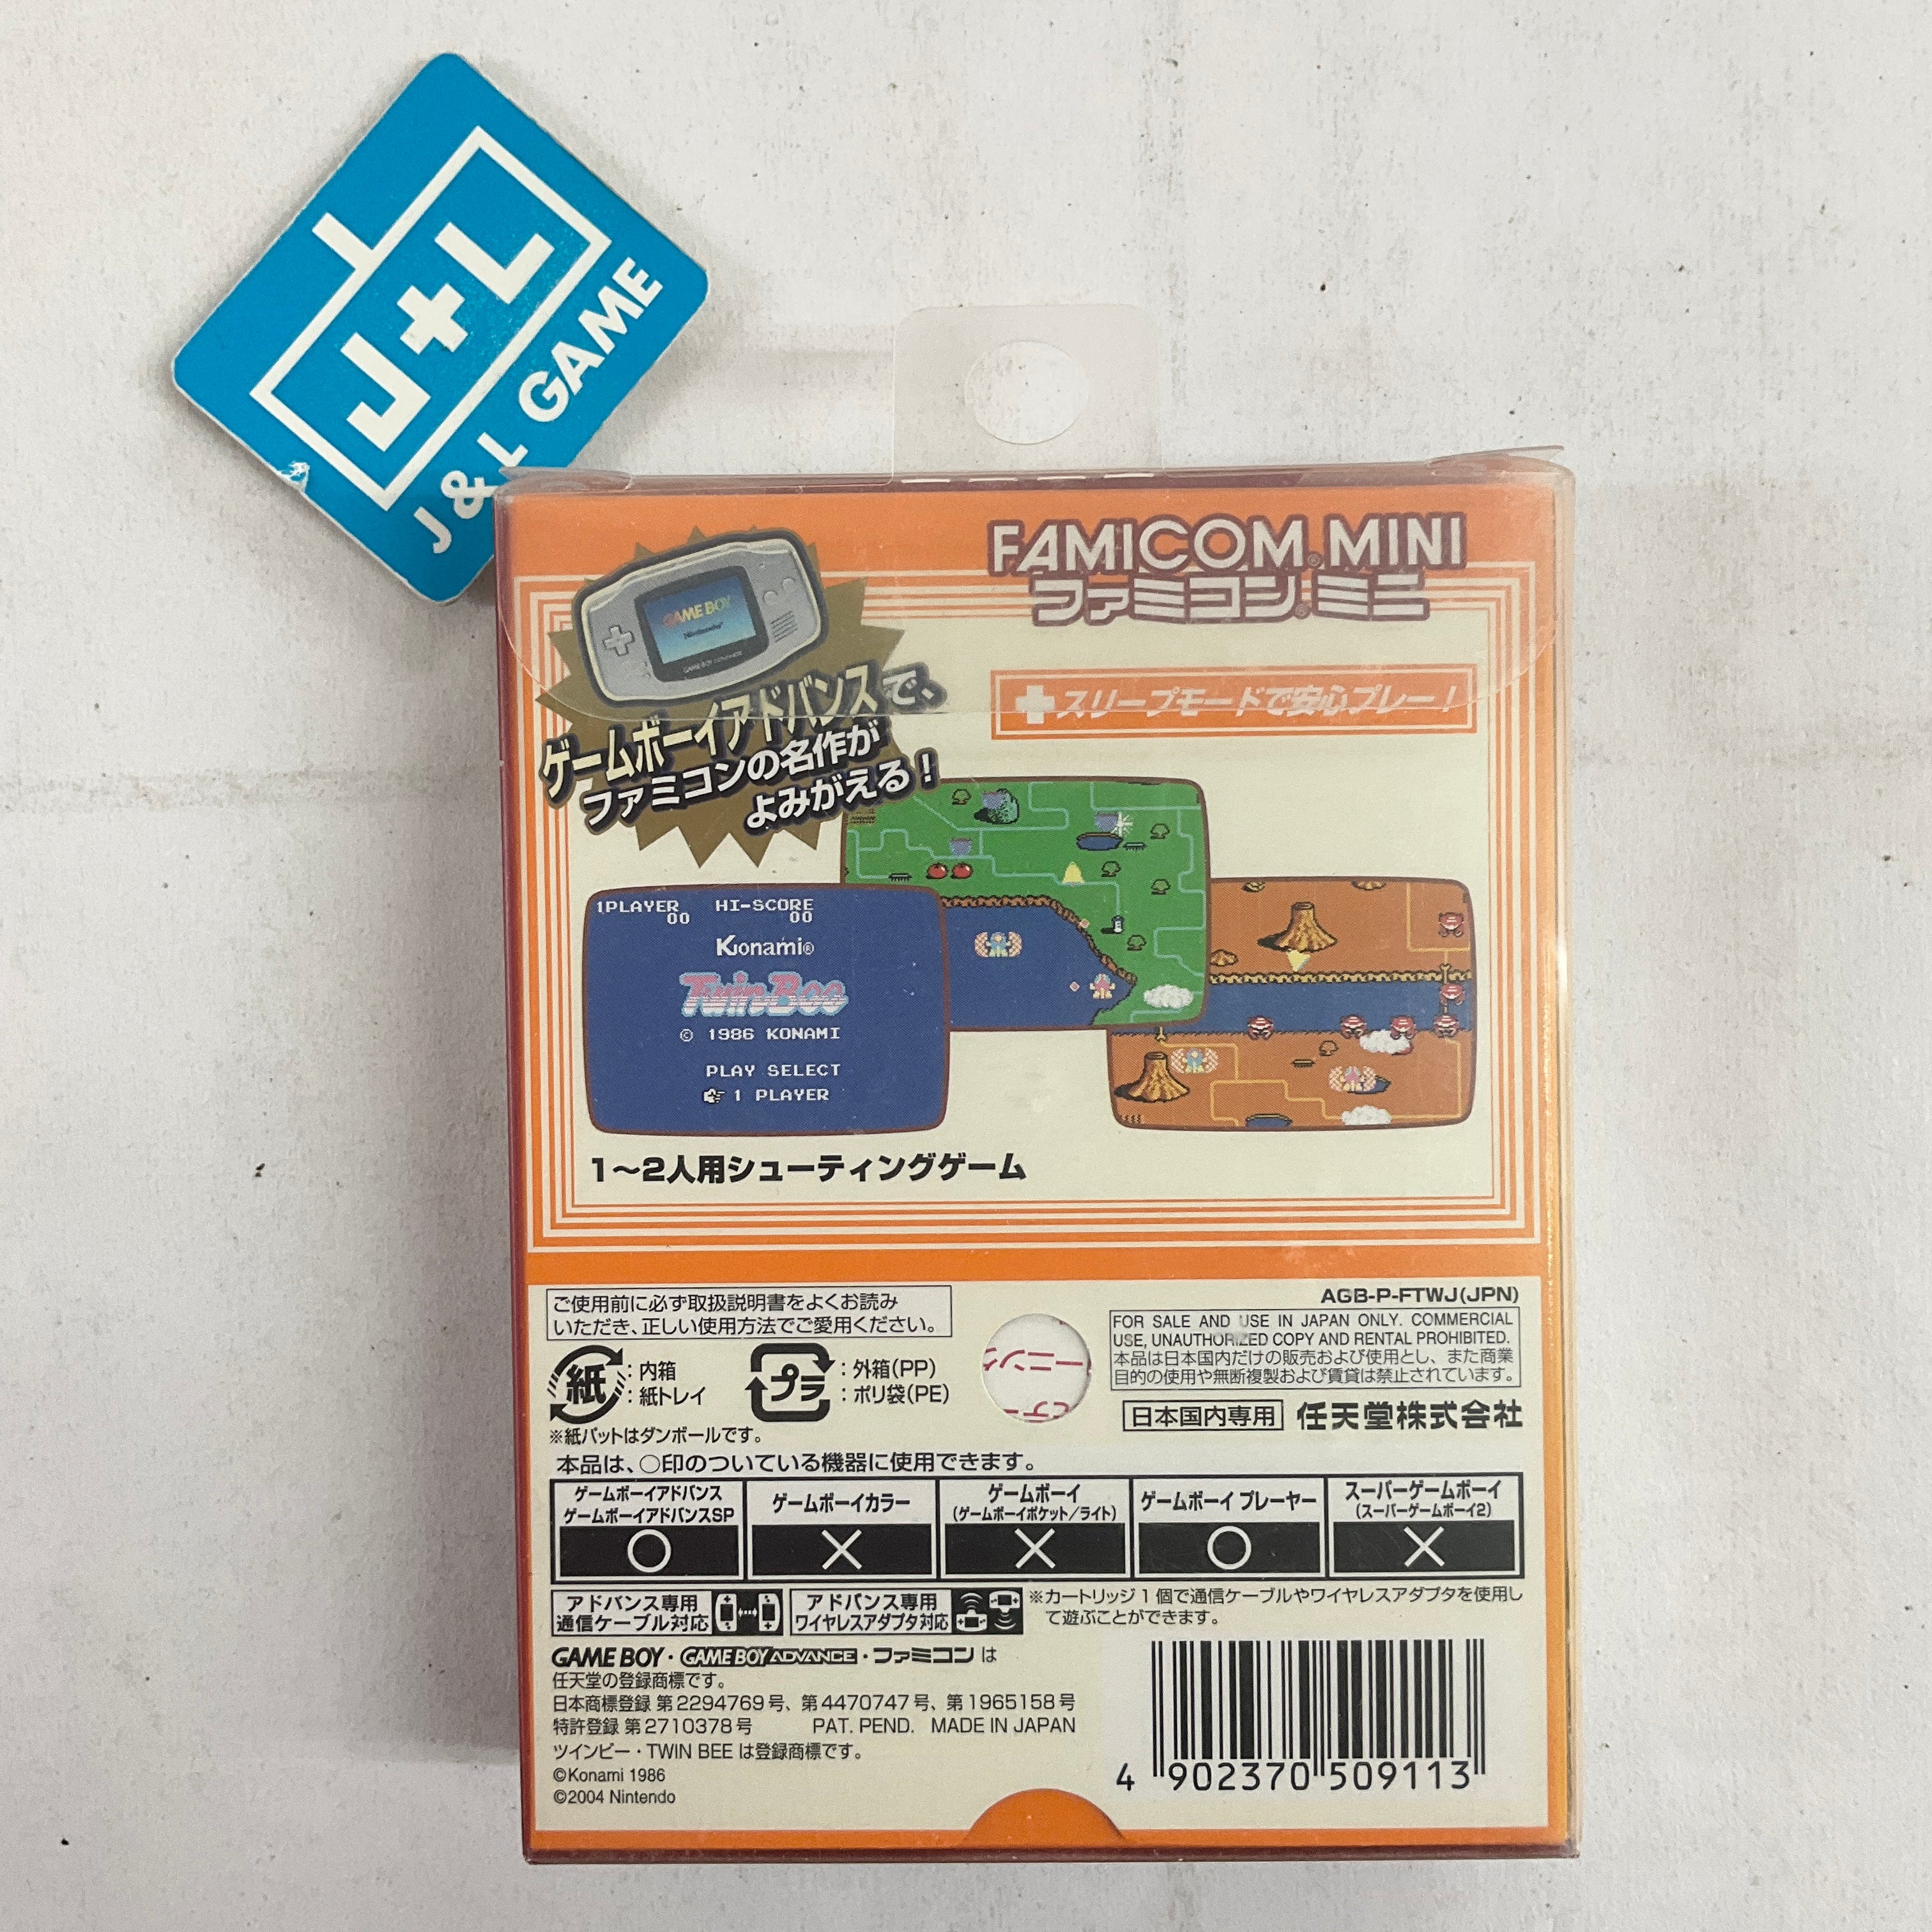 J+L
J & L GAME
FAMICOM MINI
ファミコン ミニ
GAME BOY
Nintendo
GAME BOY ADVANCE
ゲームボーイアドバンスで、
ファミコンの名作が
よみがえる!
スリープモードで安心プレー!
1PLAYER HI-SCORE
00 00
Konami®
TwinBee
© 1986 KONAMI
PLAY SELECT
1 PLAYER
1〜2人用シューティングゲーム
ご使用前に必ず取扱説明書をよくお読み
いただき、正しい使用方法でご愛用ください。
紙 :内箱
:紙トレイ
プラ :外箱(PP)
:ポリ袋(PE)
※紙パットはダンボールです。
AGB-P-FTWJ(JPN)
FOR SALE AND USE IN JAPAN ONLY. COMMERCIAL
USE, UNAUTHORIZED COPY AND RENTAL PROHIBITED.
本品は日本国内だけの販売および使用とし、また商業
目的の使用や無断複製および賃貸は禁止されています。
日本国内専用 任天堂株式会社
本品は、○印のついている機器に使用できます。
ゲームボーイアドバンス
ゲームボーイアドバンスSP
○
ゲームボーイカラー
×
ゲームボーイ
(ゲームボーイポケット/ライト)
×
ゲームボーイ プレーヤー
○
スーパーゲームボーイ
(スーパーゲームボーイ2)
×
アドバンス専用
通信ケーブル対応
アドバンス専用
ワイヤレスアダプタ対応
※カートリッジ1個で通信ケーブルやワイヤレスアダプタを使用し
て遊ぶことができます。
GAME BOY・GAME BOY ADVANCE・ファミコン は
任天堂の登録商標です。
日本商標登録 第2294769号、第4470747号、第1965158号
特許登録 第2710378号 PAT. PEND. MADE IN JAPAN
ツインビー・TWIN BEE は登録商標です。
©Konami 1986
©2004 Nintendo
4 902370 509113